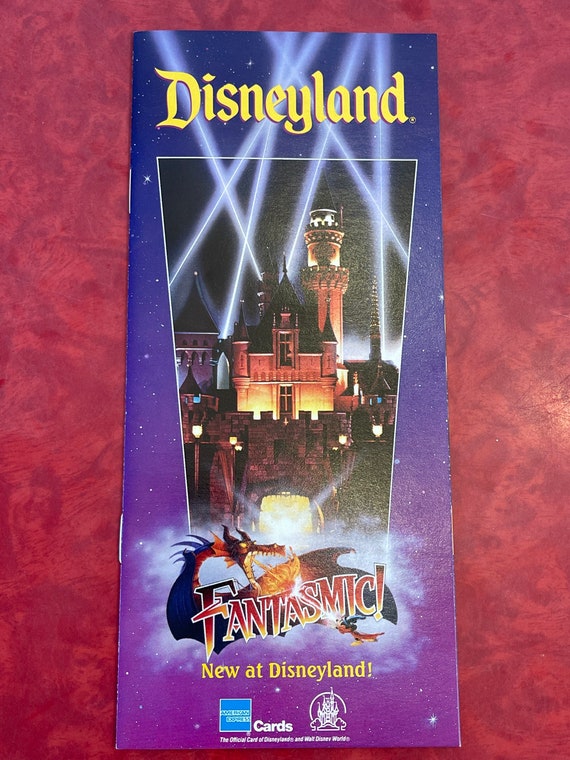 Disneyland®
FANTASMIC!
New at Disneyland!
AMERICAN
EXPRESS
® Cards
The Official Card of Disneyland® and Walt Disney World®